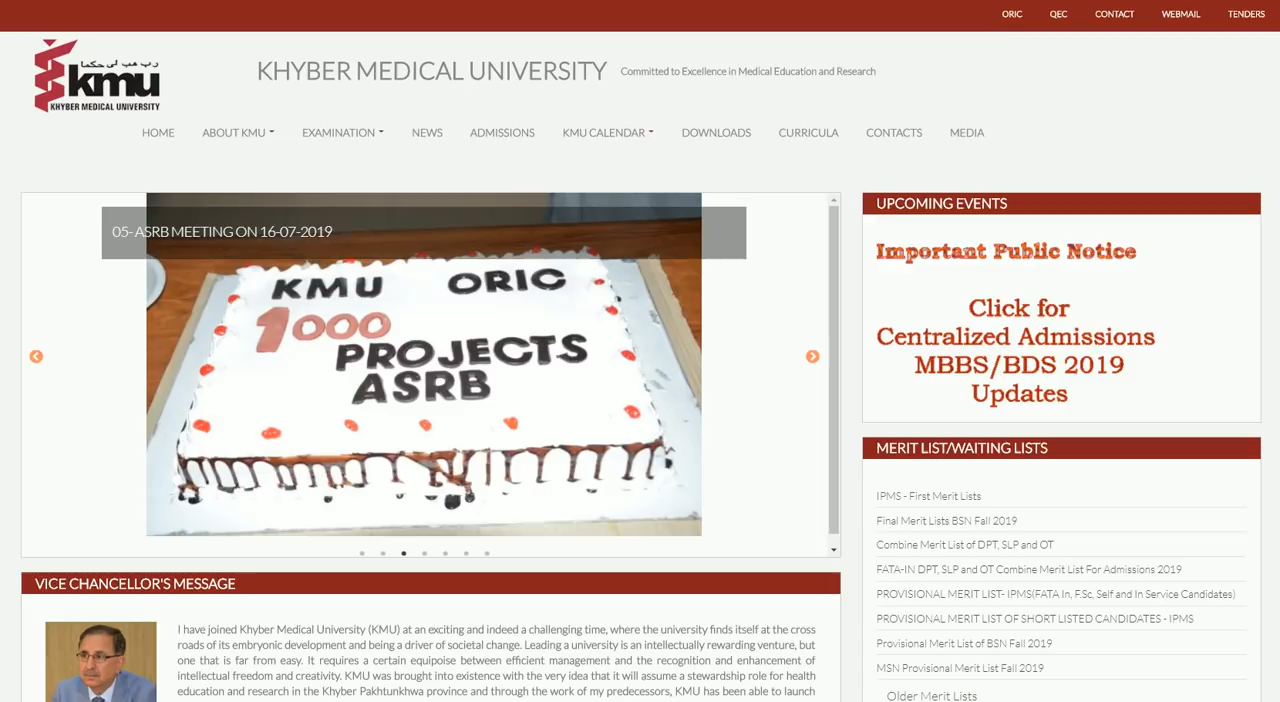 ORIC QEC CONTACT WEBMAIL TENDERS
رب هب لی حكما
kmu
KHYBER MEDICAL UNIVERSITY
KHYBER MEDICAL UNIVERSITY Committed to Excellence in Medical Education and Research
HOME ABOUT KMU EXAMINATION NEWS ADMISSIONS KMU CALENDAR DOWNLOADS CURRICULA CONTACTS MEDIA
05- ASRB MEETING ON 16-07-2019
KMU ORIC
1000
PROJECTS
ASRB
UPCOMING EVENTS
Important Public Notice
Click for
Centralized Admissions
MBBS/BDS 2019
Updates
MERIT LIST/WAITING LISTS
IPMS - First Merit Lists
Final Merit Lists BSN Fall 2019
Combine Merit List of DPT, SLP and OT
FATA-IN DPT, SLP and OT Combine Merit List For Admissions 2019
PROVISIONAL MERIT LIST- IPMS(FATA In, F.Sc, Self and In Service Candidates)
PROVISIONAL MERIT LIST OF SHORT LISTED CANDIDATES - IPMS
Provisional Merit List of BSN Fall 2019
MSN Provisional Merit List Fall 2019
Older Merit Lists
VICE CHANCELLOR'S MESSAGE
I have joined Khyber Medical University (KMU) at an exciting and indeed a challenging time, where the university finds itself at the cross
roads of its embryonic development and being a driver of societal change. Leading a university is an intellectually rewarding venture, but
one that is far from easy. It requires a certain equipoise between efficient management and the recognition and enhancement of
intellectual freedom and creativity. KMU was brought into existence with the very idea that it will assume a stewardship role for health
education and research in the Khyber Pakhtunkhwa province and through the work of my predecessors, KMU has been able to launch